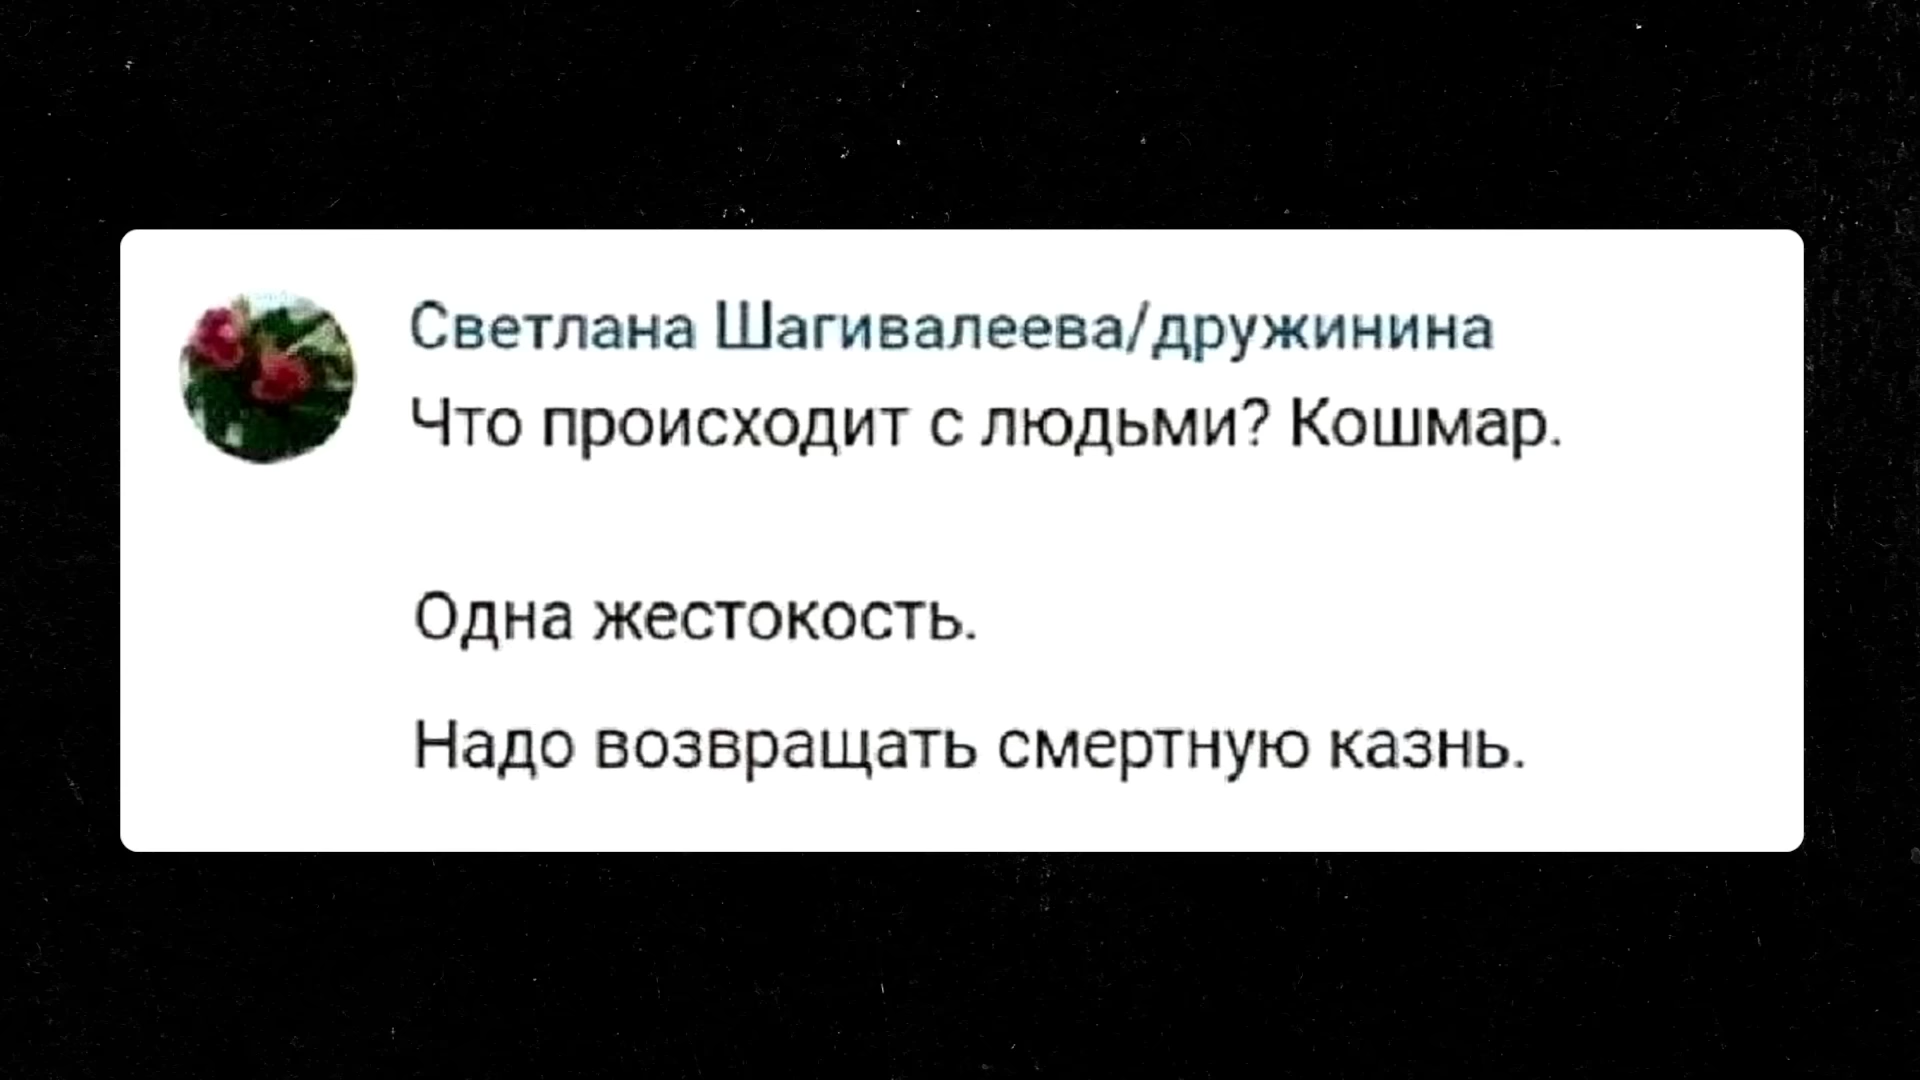 Светлана Шагивалеева/дружинина
Что происходит с людьми? Кошмар.
Одна жестокость.
Надо возвращать смертную казнь.